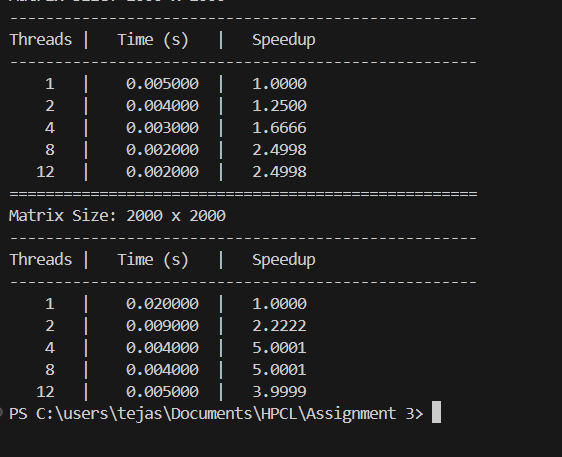 ----------------------------------------------------
Threads |   Time (s)   |   Speedup
----------------------------------------------------
    1   |    0.005000  |   1.0000
    2   |    0.004000  |   1.2500
    4   |    0.003000  |   1.6666
    8   |    0.002000  |   2.4998
   12   |    0.002000  |   2.4998
====================================================
Matrix Size: 2000 x 2000
----------------------------------------------------
Threads |   Time (s)   |   Speedup
----------------------------------------------------
    1   |    0.020000  |   1.0000
    2   |    0.009000  |   2.2222
    4   |    0.004000  |   5.0001
    8   |    0.004000  |   5.0001
   12   |    0.005000  |   3.9999
PS C:\users\tejas\Documents\HPCL\Assignment 3>